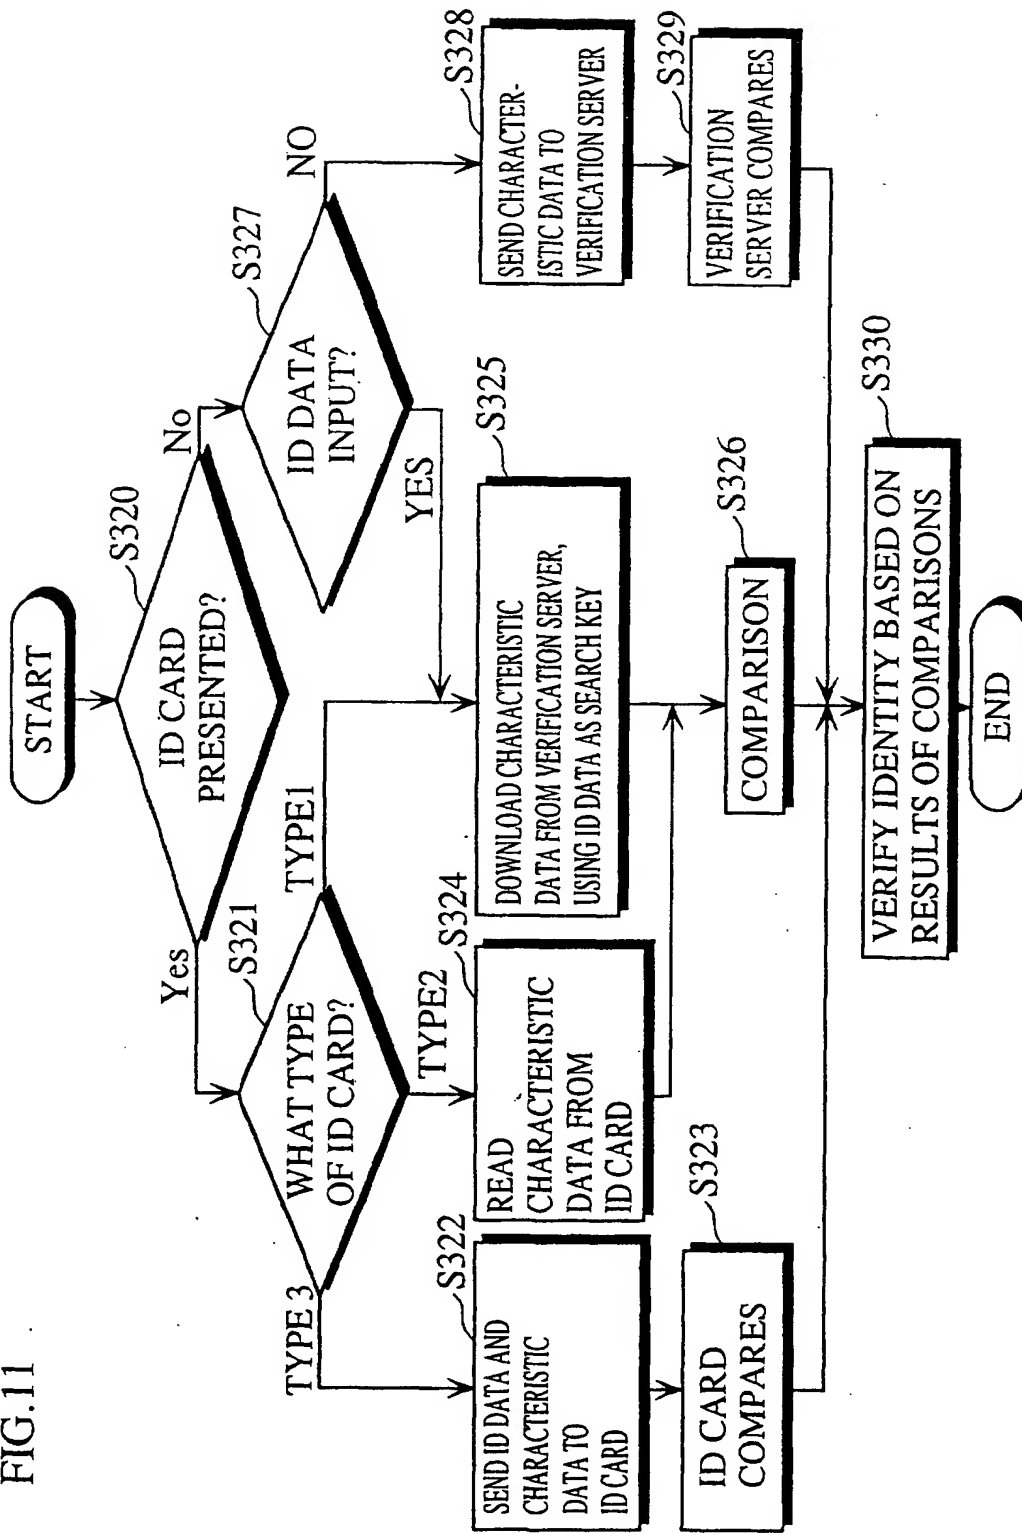 FIG.11
START
S320
ID CARD
PRESENTED?
Yes
No
S321
WHAT TYPE
OF ID CARD?
TYPE 3
TYPE2
TYPE1
S327
ID DATA
INPUT?
YES
NO
S322
SEND ID DATA AND
CHARACTERISTIC
DATA TO
ID CARD
S324
READ
CHARACTERISTIC
DATA FROM
ID CARD
S325
DOWNLOAD CHARACTERISTIC
DATA FROM VERIFICATION SERVER,
USING ID DATA AS SEARCH KEY
S328
SEND CHARACTER-
ISTIC DATA TO
VERIFICATION SERVER
S323
ID CARD
COMPARES
S326
COMPARISON
S329
VERIFICATION
SERVER COMPARES
S330
VERIFY IDENTITY BASED ON
RESULTS OF COMPARISONS
END